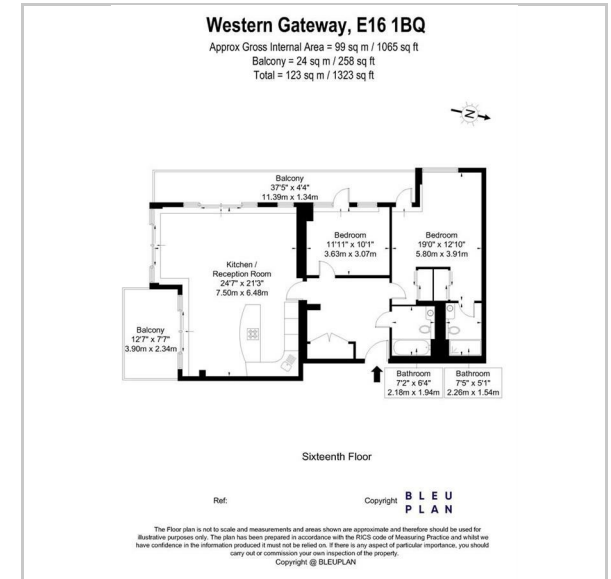 Western Gateway, E16 1BQ
Approx Gross Internal Area = 99 sq m / 1065 sq ft
Balcony = 24 sq m / 258 sq ft
Total = 123 sq m / 1323 sq ft
N
Balcony
37'5" x 4'4"
11.39m x 1.34m
Bedroom
11'11" x 10'1"
3.63m x 3.07m
Bedroom
19'0" x 12'10"
5.80m x 3.91m
Kitchen /
Reception Room
24'7" x 21'3"
7.50m x 6.48m
Balcony
12'7" x 7'7"
3.90m x 2.34m
Bathroom
7'2" x 6'4"
2.18m x 1.94m
Bathroom
7'5" x 5'1"
2.26m x 1.54m
Sixteenth Floor
Ref:
Copyright
BLEU
PLAN
The Floor plan is not to scale and measurements and areas shown are approximate and therefore should be used for
illustrative purposes only. The plan has been prepared in accordance with the RICS code of Measuring Practice and whilst we
have confidence in the information produced it must not be relied on. If there is any aspect of particular importance, you should
carry out or commission your own inspection of the property.
Copyright @ BLEUPLAN